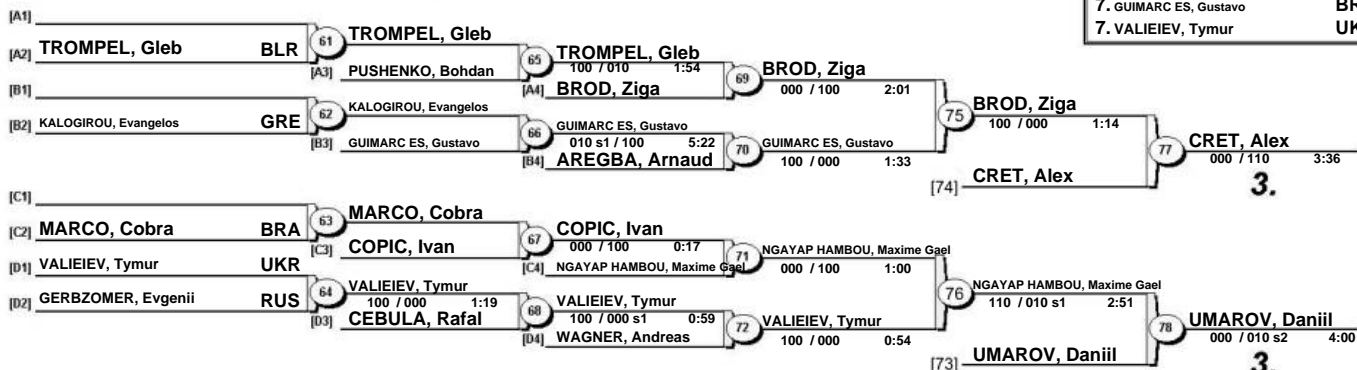 7. GUIMARC ES, Gustavo BR
7. VALIEIEV, Tymur UK
[A1]
[A2] TROMPEL, Gleb BLR
61
TROMPEL, Gleb
[A3] PUSHENKO, Bohdan
65
TROMPEL, Gleb
100 / 010 1:54
[A4] BROD, Ziga
69
BROD, Ziga
000 / 100 2:01
[B1]
[B2] KALOGIROU, Evangelos GRE
62
KALOGIROU, Evangelos
[B3] GUIMARC ES, Gustavo
66
GUIMARC ES, Gustavo
010 s1 / 100 5:22
[B4] AREGBA, Arnaud
70
GUIMARC ES, Gustavo
100 / 000 1:33
75
BROD, Ziga
100 / 000 1:14
[74] CRET, Alex
77
CRET, Alex
000 / 110 3:36
3.
[C1]
[C2] MARCO, Cobra BRA
63
MARCO, Cobra
[C3] COPIC, Ivan
67
COPIC, Ivan
000 / 100 0:17
[C4] NGAYAP HAMBOU, Maxime Gael
71
NGAYAP HAMBOU, Maxime Gael
000 / 100 1:00
[D1] VALIEIEV, Tymur UKR
[D2] GERBZOMER, Evgenii RUS
64
VALIEIEV, Tymur
100 / 000 1:19
[D3] CEBULA, Rafal
68
VALIEIEV, Tymur
100 / 000 s1 0:59
[D4] WAGNER, Andreas
72
VALIEIEV, Tymur
100 / 000 0:54
76
NGAYAP HAMBOU, Maxime Gael
110 / 010 s1 2:51
[73] UMAROV, Daniil
78
UMAROV, Daniil
000 / 010 s2 4:00
3.